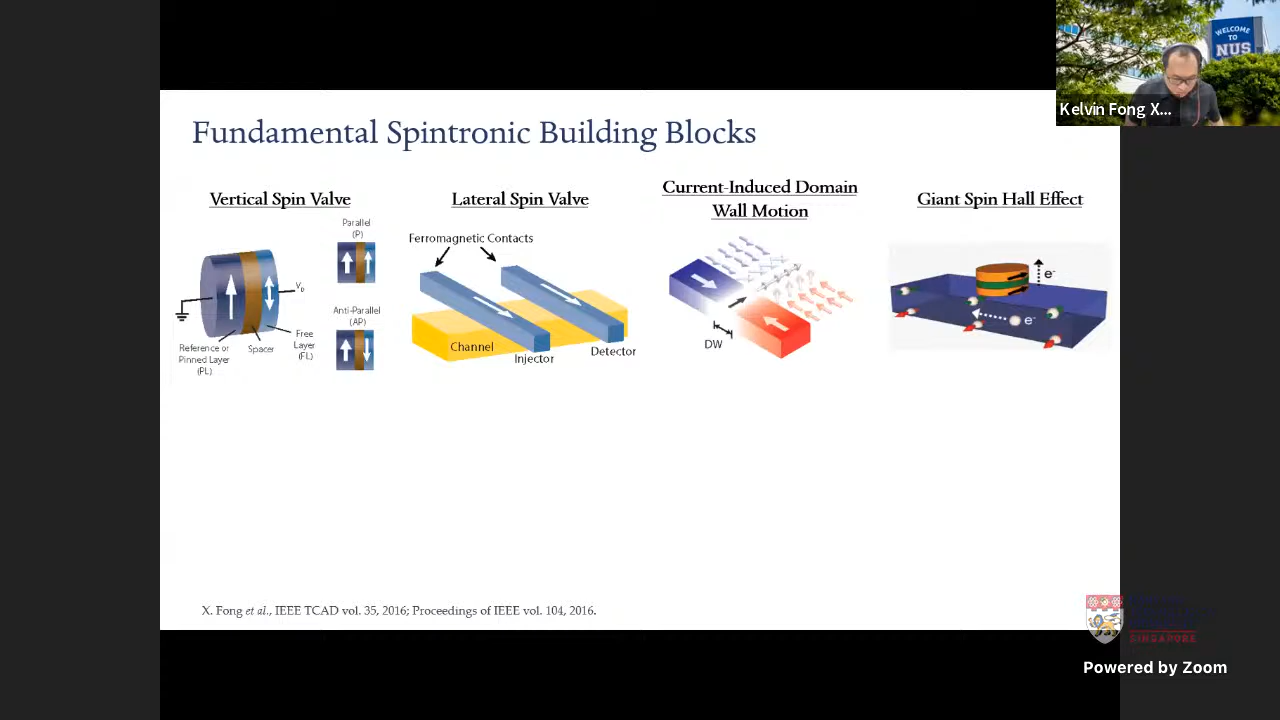 WELCOME
TO
NUS
Kelvin Fong X...
Fundamental Spintronic Building Blocks
Vertical Spin Valve
Parallel
(P)
Vb
Anti-Parallel
(AP)
Reference or
Pinned Layer
(PL)
Spacer
Free
Layer
(FL)
Lateral Spin Valve
Ferromagnetic Contacts
Channel
Injector
Detector
Current-Induced Domain
Wall Motion
DW
Giant Spin Hall Effect
e-
e-
X. Fong et al., IEEE TCAD vol. 35, 2016; Proceedings of IEEE vol. 104, 2016.
SINGAPORE
Powered by Zoom